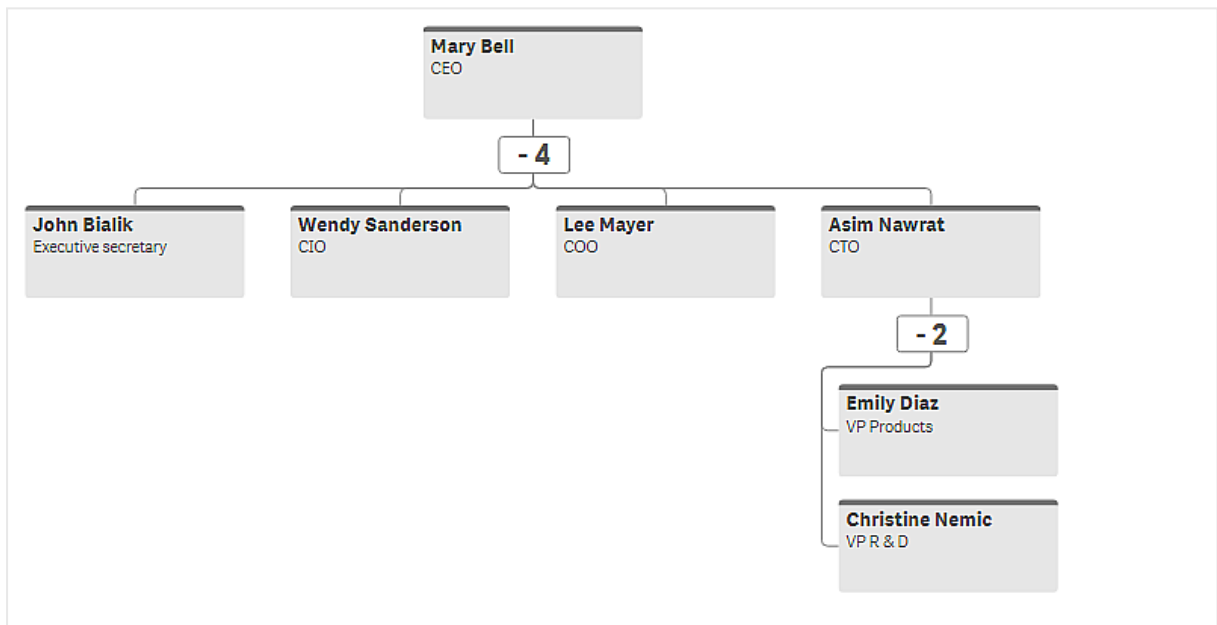 Mary Bell
CEO
- 4
John Bialik
Executive secretary
Wendy Sanderson
CIO
Lee Mayer
COO
Asim Nawrat
CTO
- 2
Emily Diaz
VP Products
Christine Nemic
VP R & D